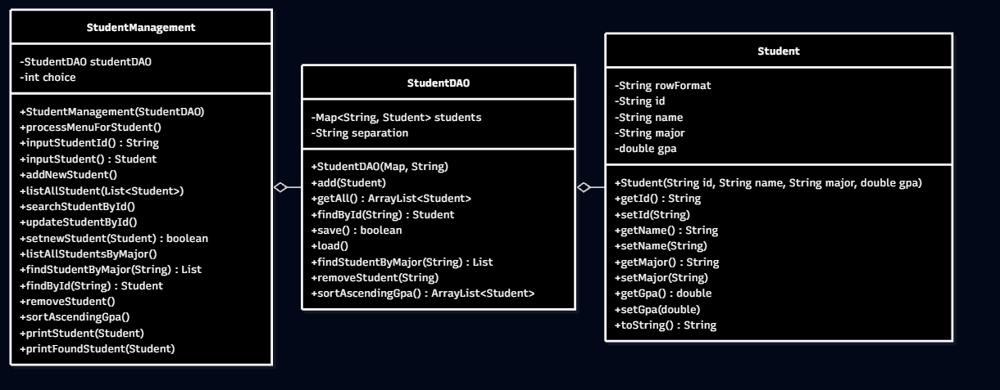 StudentManagement
-StudentDAO studentDAO
-int choice
+StudentManagement(StudentDAO)
+processMenuForStudent()
+inputStudentId() : String
+inputStudent() : Student
+addNewStudent()
+listAllStudent(List<Student>)
+searchStudentById()
+updateStudentById()
+setnewStudent(Student) : boolean
+listAllStudentsByMajor()
+findStudentByMajor(String) : List
+findById(String) : Student
+removeStudent()
+sortAscendingGpa()
+printStudent(Student)
+printFoundStudent(Student)
StudentDAO
-Map<String, Student> students
-String separation
+StudentDAO(Map, String)
+add(Student)
+getAll() : ArrayList<Student>
+findById(String) : Student
+save() : boolean
+load()
+findStudentByMajor(String) : List
+removeStudent(String)
+sortAscendingGpa() : ArrayList<Student>
Student
-String rowFormat
-String id
-String name
-String major
-double gpa
+Student(String id, String name, String major, double gpa)
+getId() : String
+setId(String)
+getName() : String
+setName(String)
+getMajor() : String
+setMajor(String)
+getGpa() : double
+setGpa(double)
+toString() : String